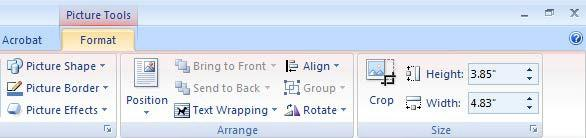 Picture Tools
Acrobat Format
Picture Shape Bring to Front Align Height: 3.85"
Picture Border Position Send to Back Group Crop Width: 4.83"
Picture Effects Text Wrapping Rotate
Arrange Size